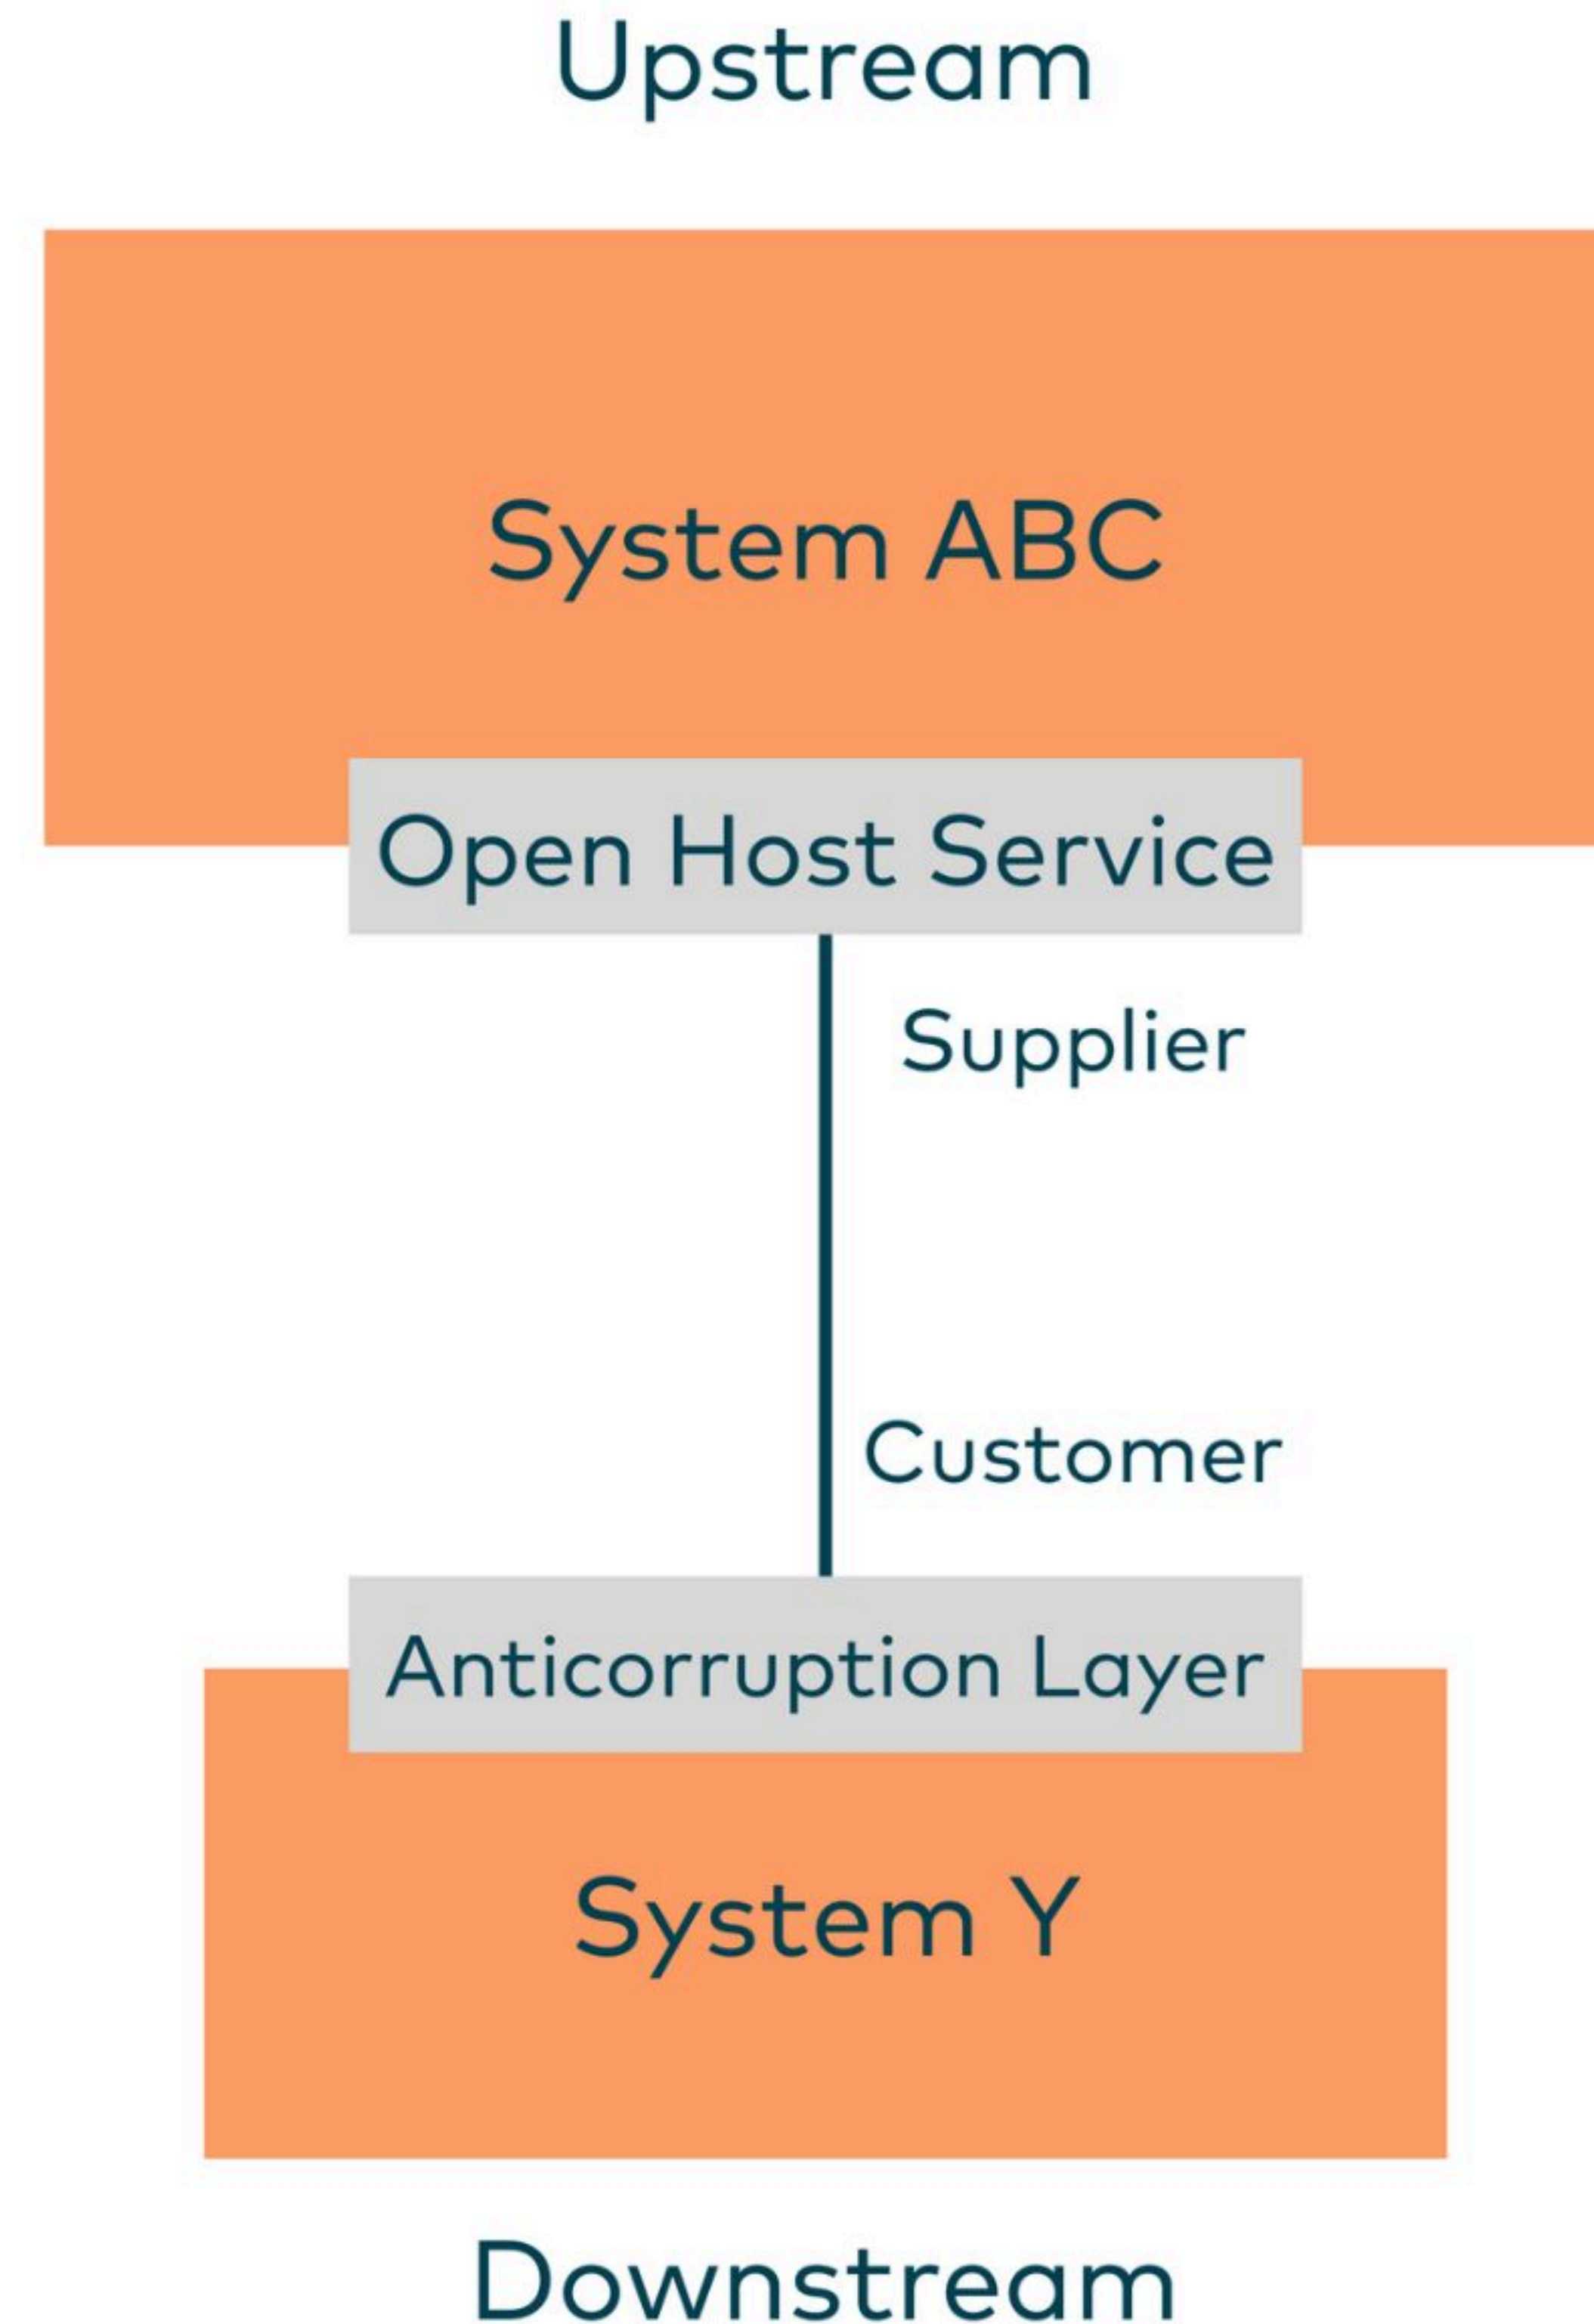 Upstream
System ABC
Open Host Service
Supplier
Customer
Anticorruption Layer
System Y
Downstream